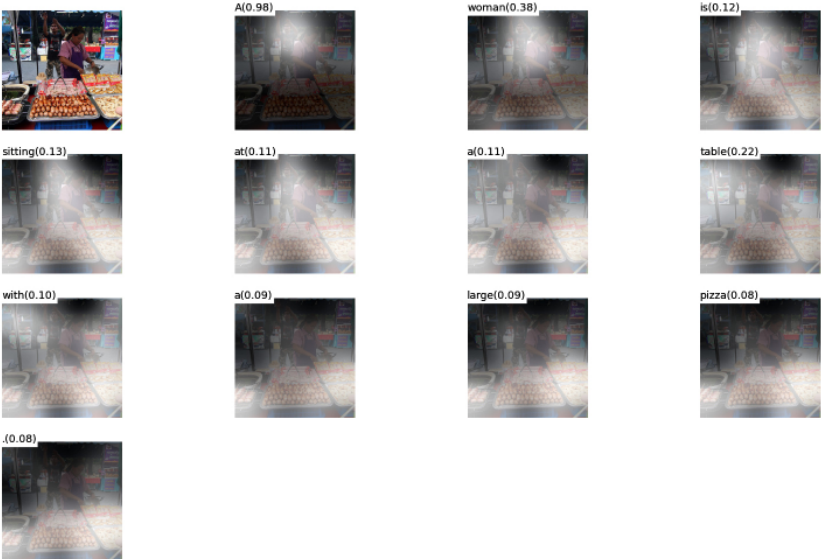 A(0.98)
woman(0.38)
is(0.12)
sitting(0.13)
at(0.11)
a(0.11)
table(0.22)
with(0.10)
a(0.09)
large(0.09)
pizza(0.08)
.(0.08)